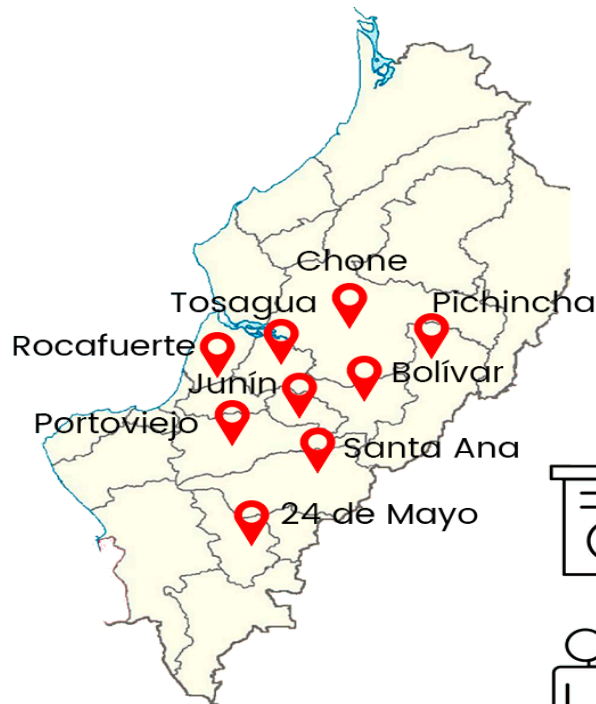 Chone
Tosagua
Pichincha
Rocafuerte
Junín
Bolívar
Portoviejo
Santa Ana
24 de Mayo